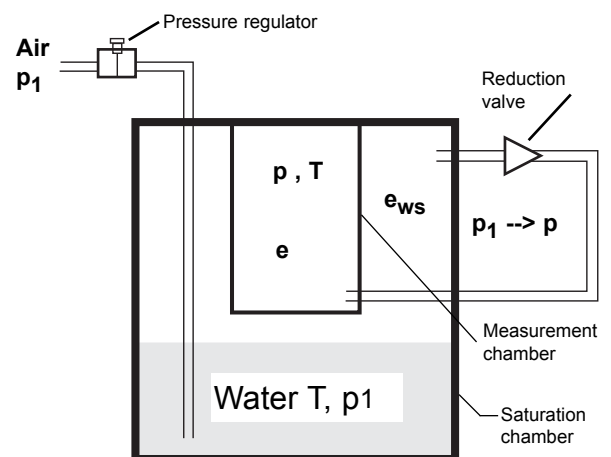 Pressure regulator
Air
p1
Reduction
valve
p , T
ews
p1 --> p
e
Measurement
chamber
Water T, p1
Saturation
chamber